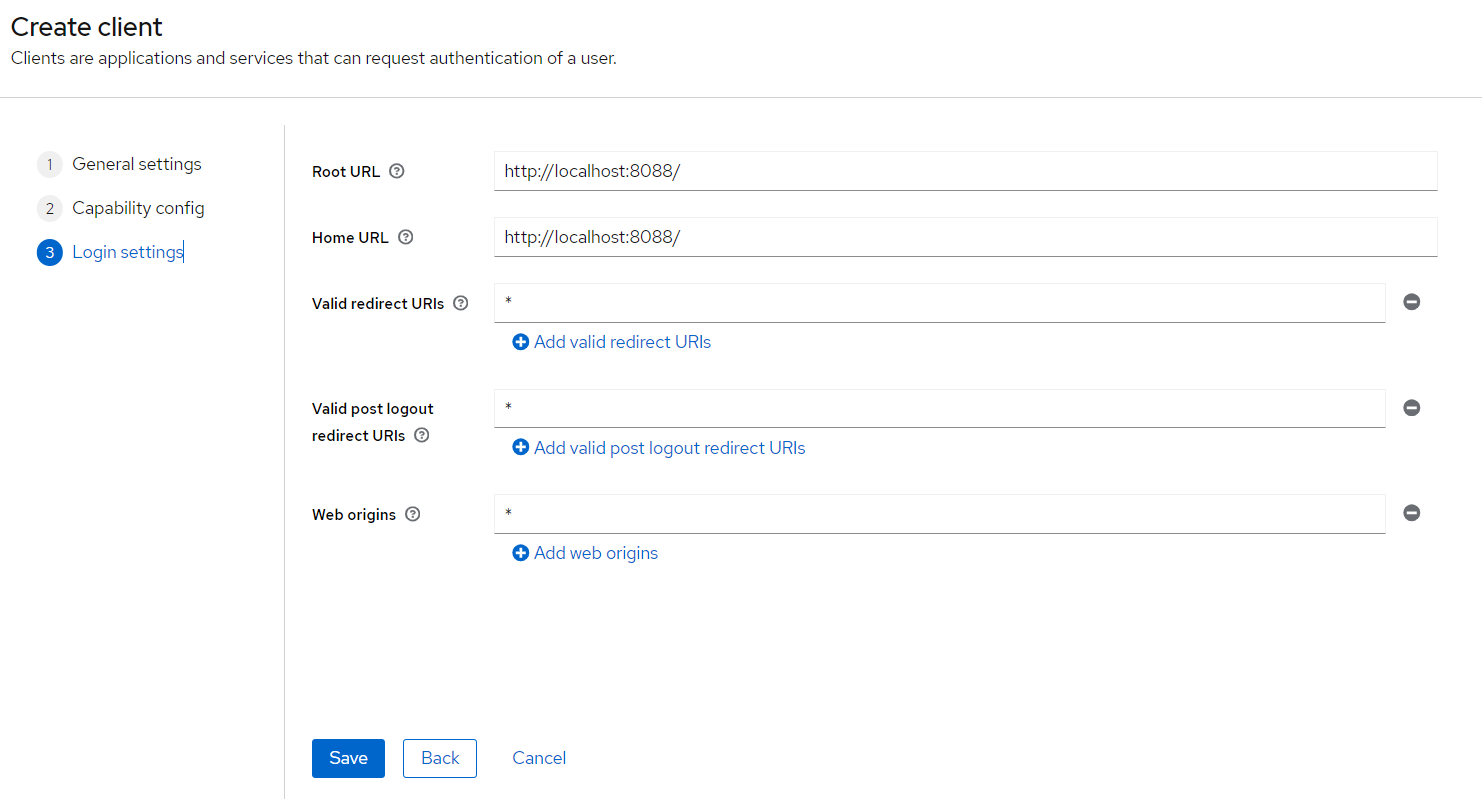 Create client
Clients are applications and services that can request authentication of a user.
1 General settings
2 Capability config
3 Login settings
Root URL ? http://localhost:8088/
Home URL ? http://localhost:8088/
Valid redirect URIs ? *
Add valid redirect URIs
Valid post logout
redirect URIs ? *
Add valid post logout redirect URIs
Web origins ? *
Add web origins
Save Back Cancel